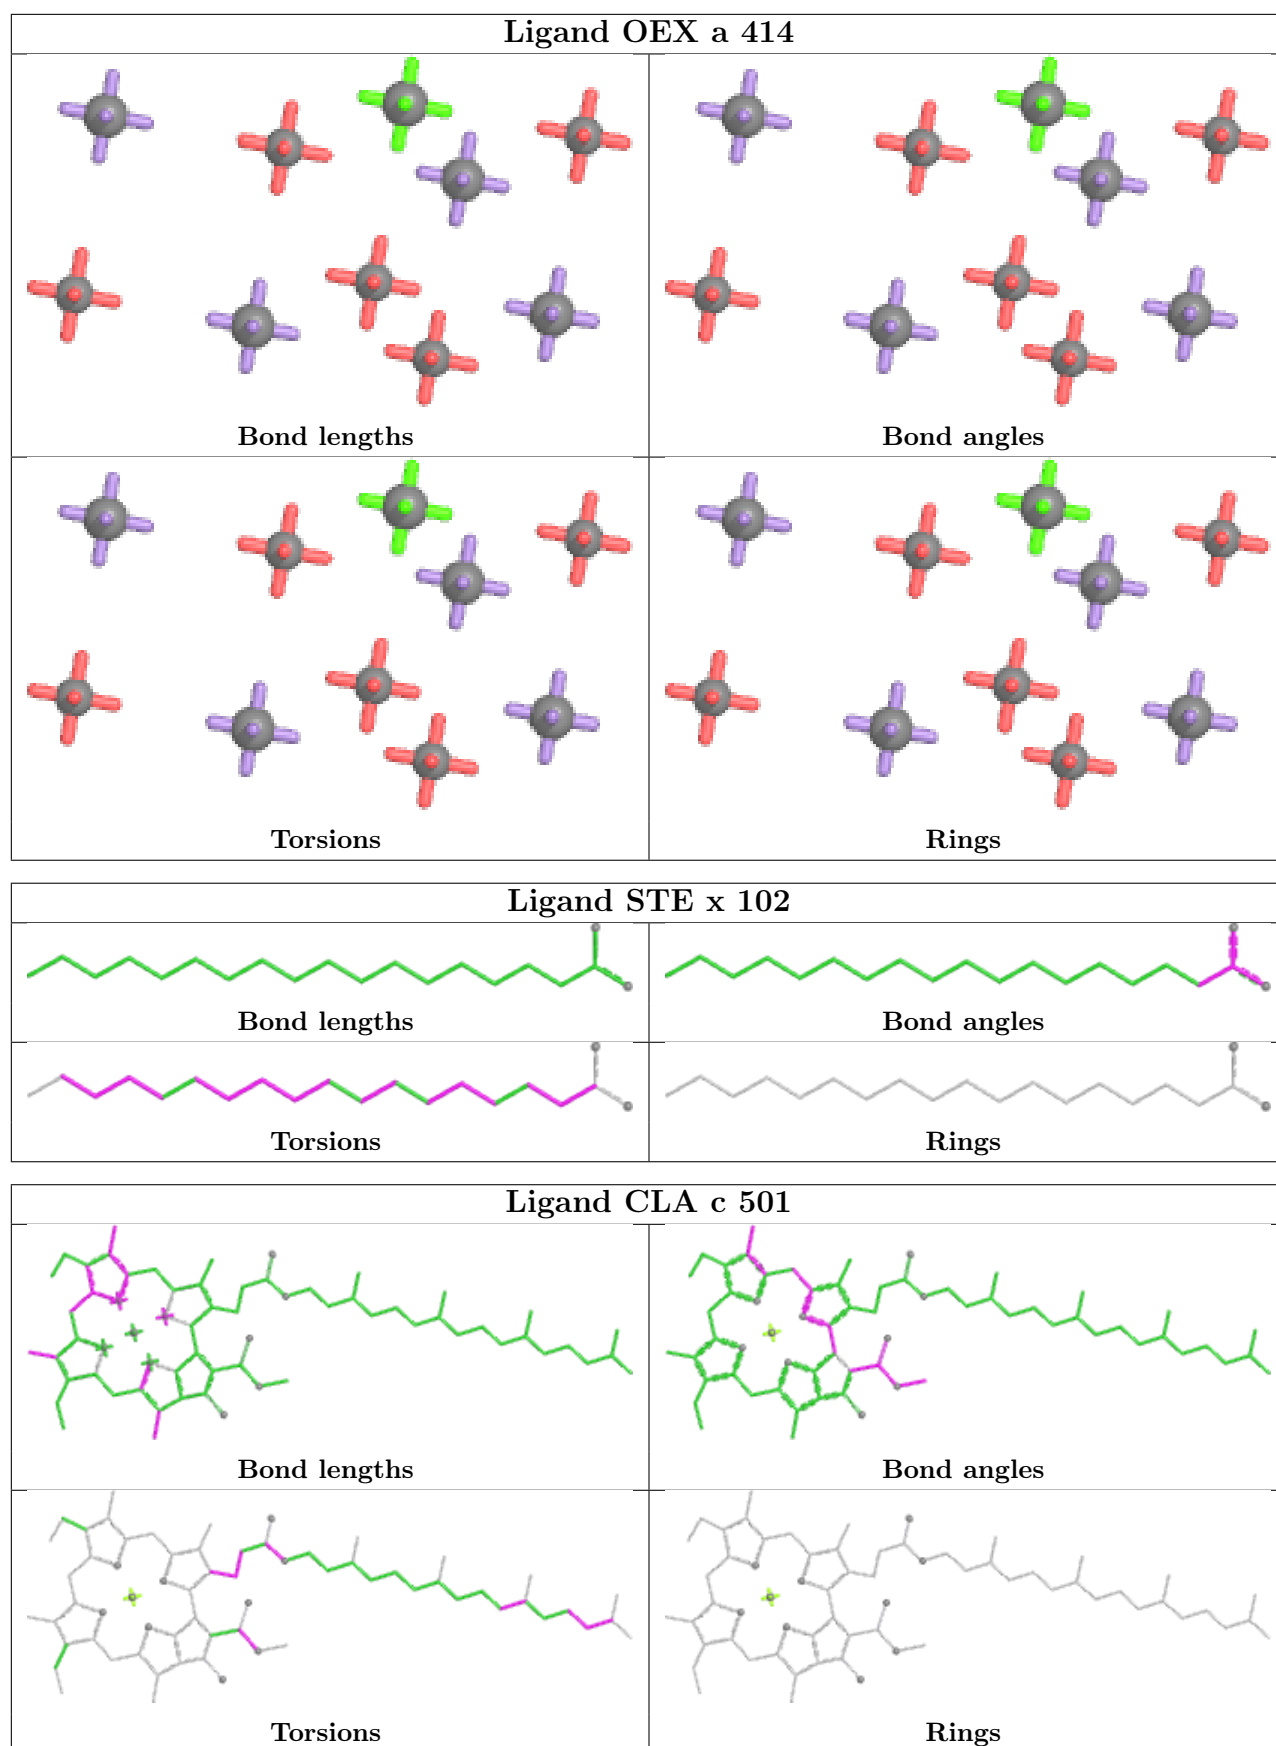 Ligand OEX a 414
Bond lengths
Bond angles
Torsions
Rings
Ligand STE x 102
Bond lengths
Bond angles
Torsions
Rings
Ligand CLA c 501
Bond lengths
Bond angles
Torsions
Rings